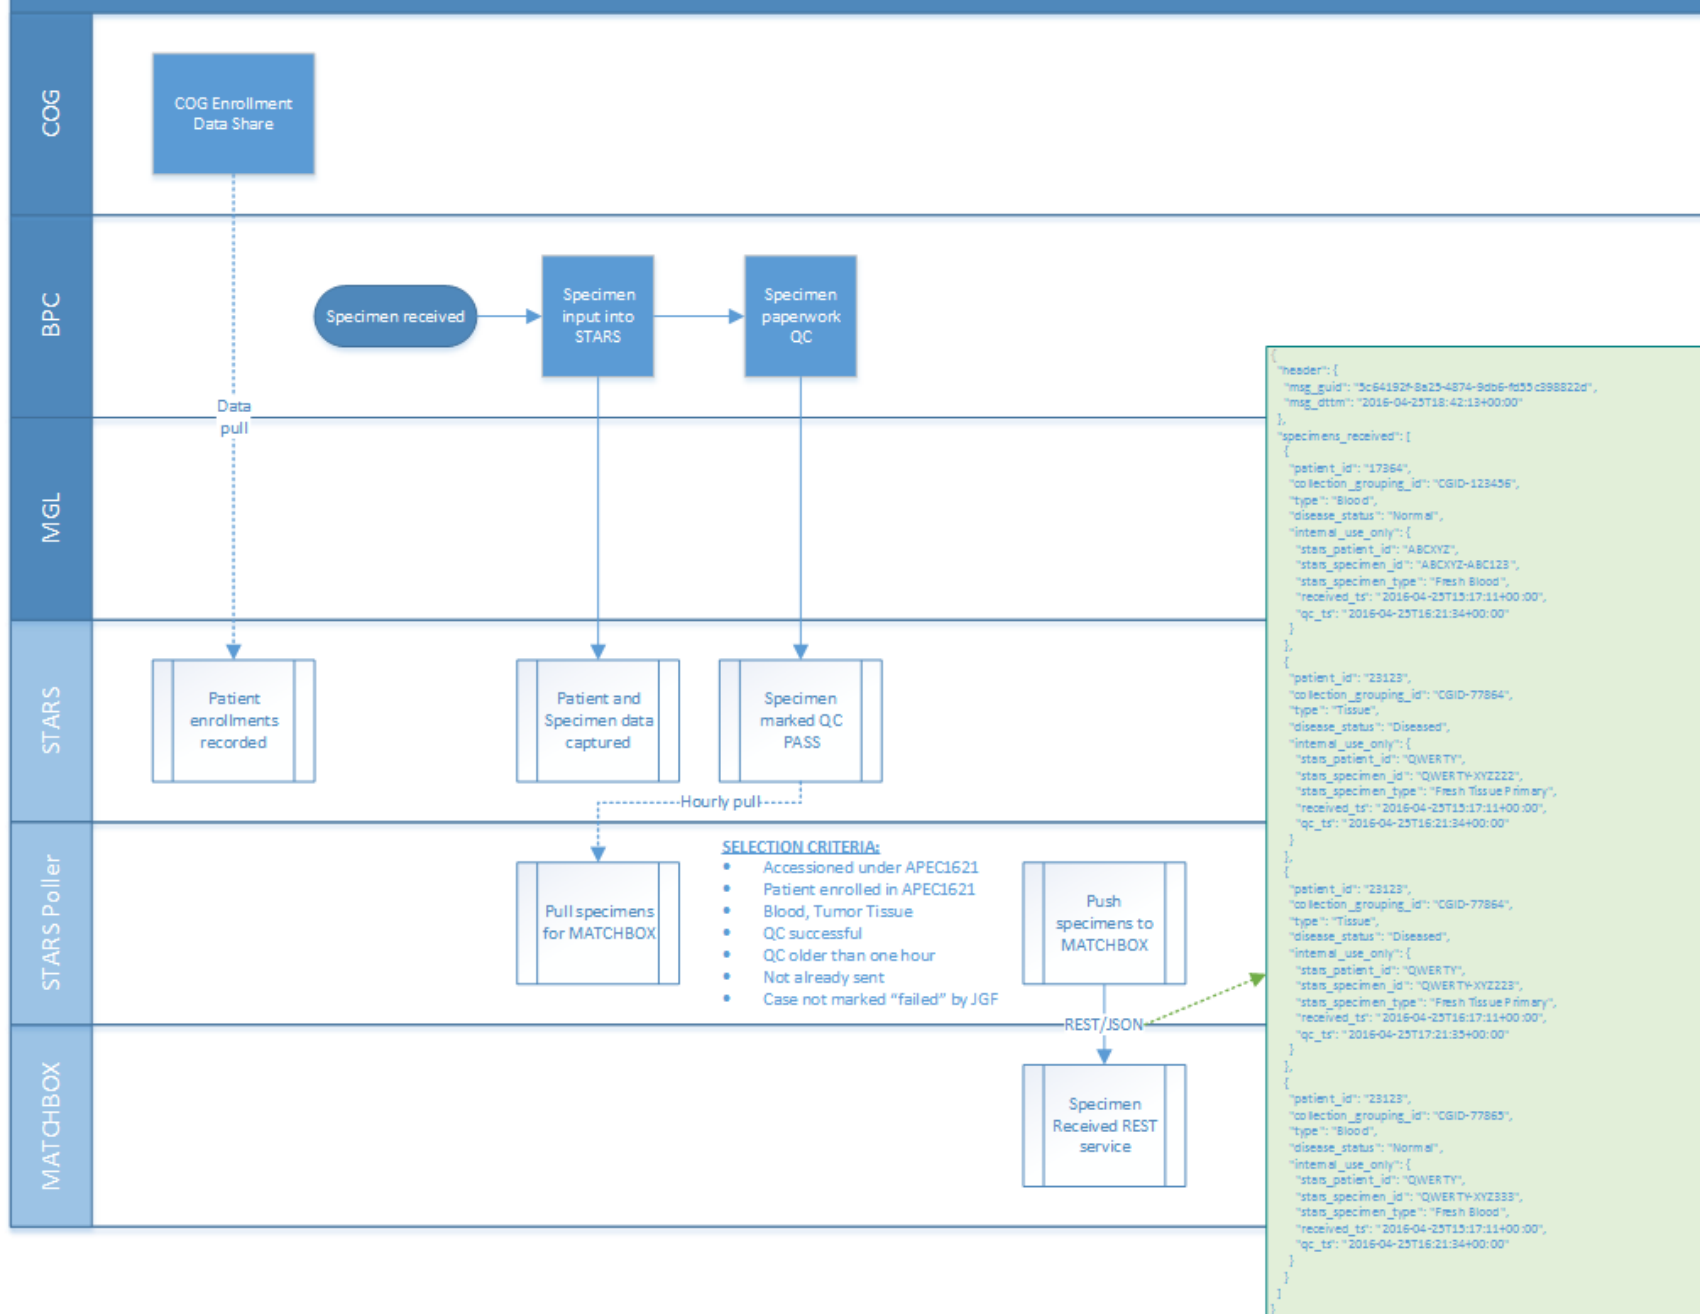 COG
COG Enrollment
Data Share
BPC
Specimen received
Specimen
input into
STARS
Specimen
paperwork
QC
Data
pull
MGL
STARS
Patient
enrollments
recorded
Patient and
Specimen data
captured
Specimen
marked QC
PASS
Hourly pull
STARS Poller
Pull specimens
for MATCHBOX
SELECTION CRITERIA:
• Accessioned under APEC1621
• Patient enrolled in APEC1621
• Blood, Tumor Tissue
• QC successful
• QC older than one hour
• Not already sent
• Case not marked “failed” by JGF
Push
specimens to
MATCHBOX
REST/JSON
MATCHBOX
Specimen
Received REST
service
{
"header": {
"msg_guid": "5c64192f-8a25-4874-9db6-fd55c398822d",
"msg_dttm": "2016-04-25T18:42:13+00:00"
},
"specimens_received": [
{
"patient_id": "17364",
"collection_grouping_id": "CGID-123456",
"type": "Blood",
"disease_status": "Normal",
"internal_use_only": {
"stars_patient_id": "ABCXYZ",
"stars_specimen_id": "ABCXYZ-ABC123",
"stars_specimen_type": "Fresh Blood",
"received_ts": "2016-04-25T15:17:11+00:00",
"qc_ts": "2016-04-25T16:21:34+00:00"
}
},
{
"patient_id": "23123",
"collection_grouping_id": "CGID-77864",
"type": "Tissue",
"disease_status": "Diseased",
"internal_use_only": {
"stars_patient_id": "QWERTY",
"stars_specimen_id": "QWERTY-XYZ222",
"stars_specimen_type": "Fresh Tissue Primary",
"received_ts": "2016-04-25T15:17:11+00:00",
"qc_ts": "2016-04-25T16:21:34+00:00"
}
},
{
"patient_id": "23123",
"collection_grouping_id": "CGID-77864",
"type": "Tissue",
"disease_status": "Diseased",
"internal_use_only": {
"stars_patient_id": "QWERTY",
"stars_specimen_id": "QWERTY-XYZ223",
"stars_specimen_type": "Fresh Tissue Primary",
"received_ts": "2016-04-25T16:17:11+00:00",
"qc_ts": "2016-04-25T17:21:35+00:00"
}
},
{
"patient_id": "23123",
"collection_grouping_id": "CGID-77865",
"type": "Blood",
"disease_status": "Normal",
"internal_use_only": {
"stars_patient_id": "QWERTY",
"stars_specimen_id": "QWERTY-XYZ333",
"stars_specimen_type": "Fresh Blood",
"received_ts": "2016-04-25T15:17:11+00:00",
"qc_ts": "2016-04-25T16:21:34+00:00"
}
}
]
}